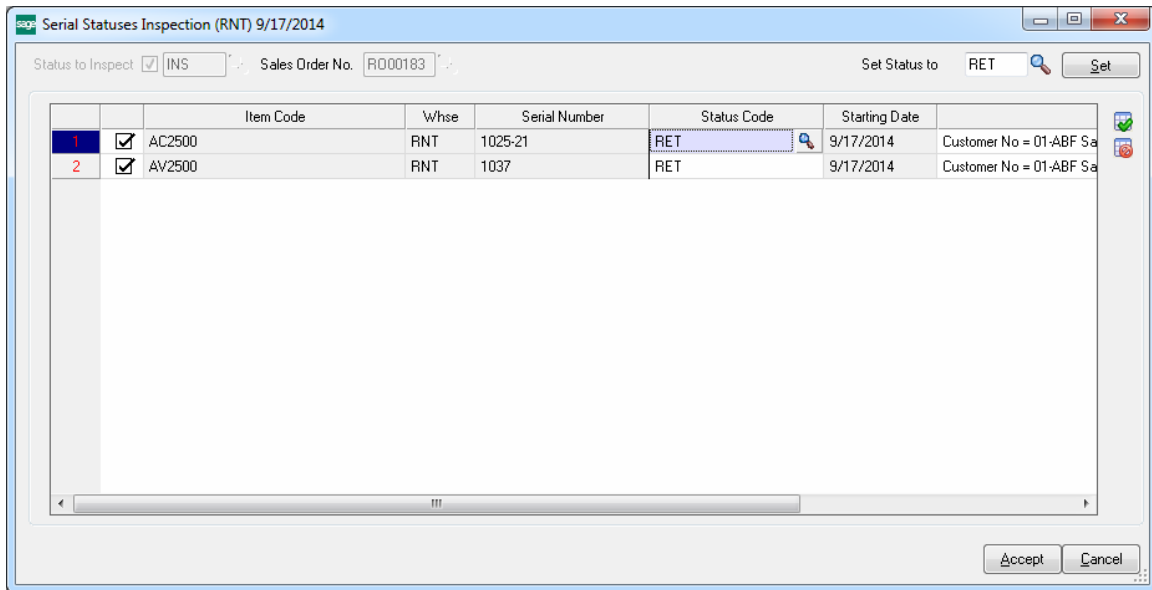 sage Serial Statuses Inspection (RNT) 9/17/2014
Status to Inspect INS Sales Order No. RO00183 Set Status to RET Set
Item Code Whse Serial Number Status Code Starting Date
1 AC2500 RNT 1025-21 RET 9/17/2014 Customer No = 01-ABF Sa
2 AV2500 RNT 1037 RET 9/17/2014 Customer No = 01-ABF Sa
Accept Cancel